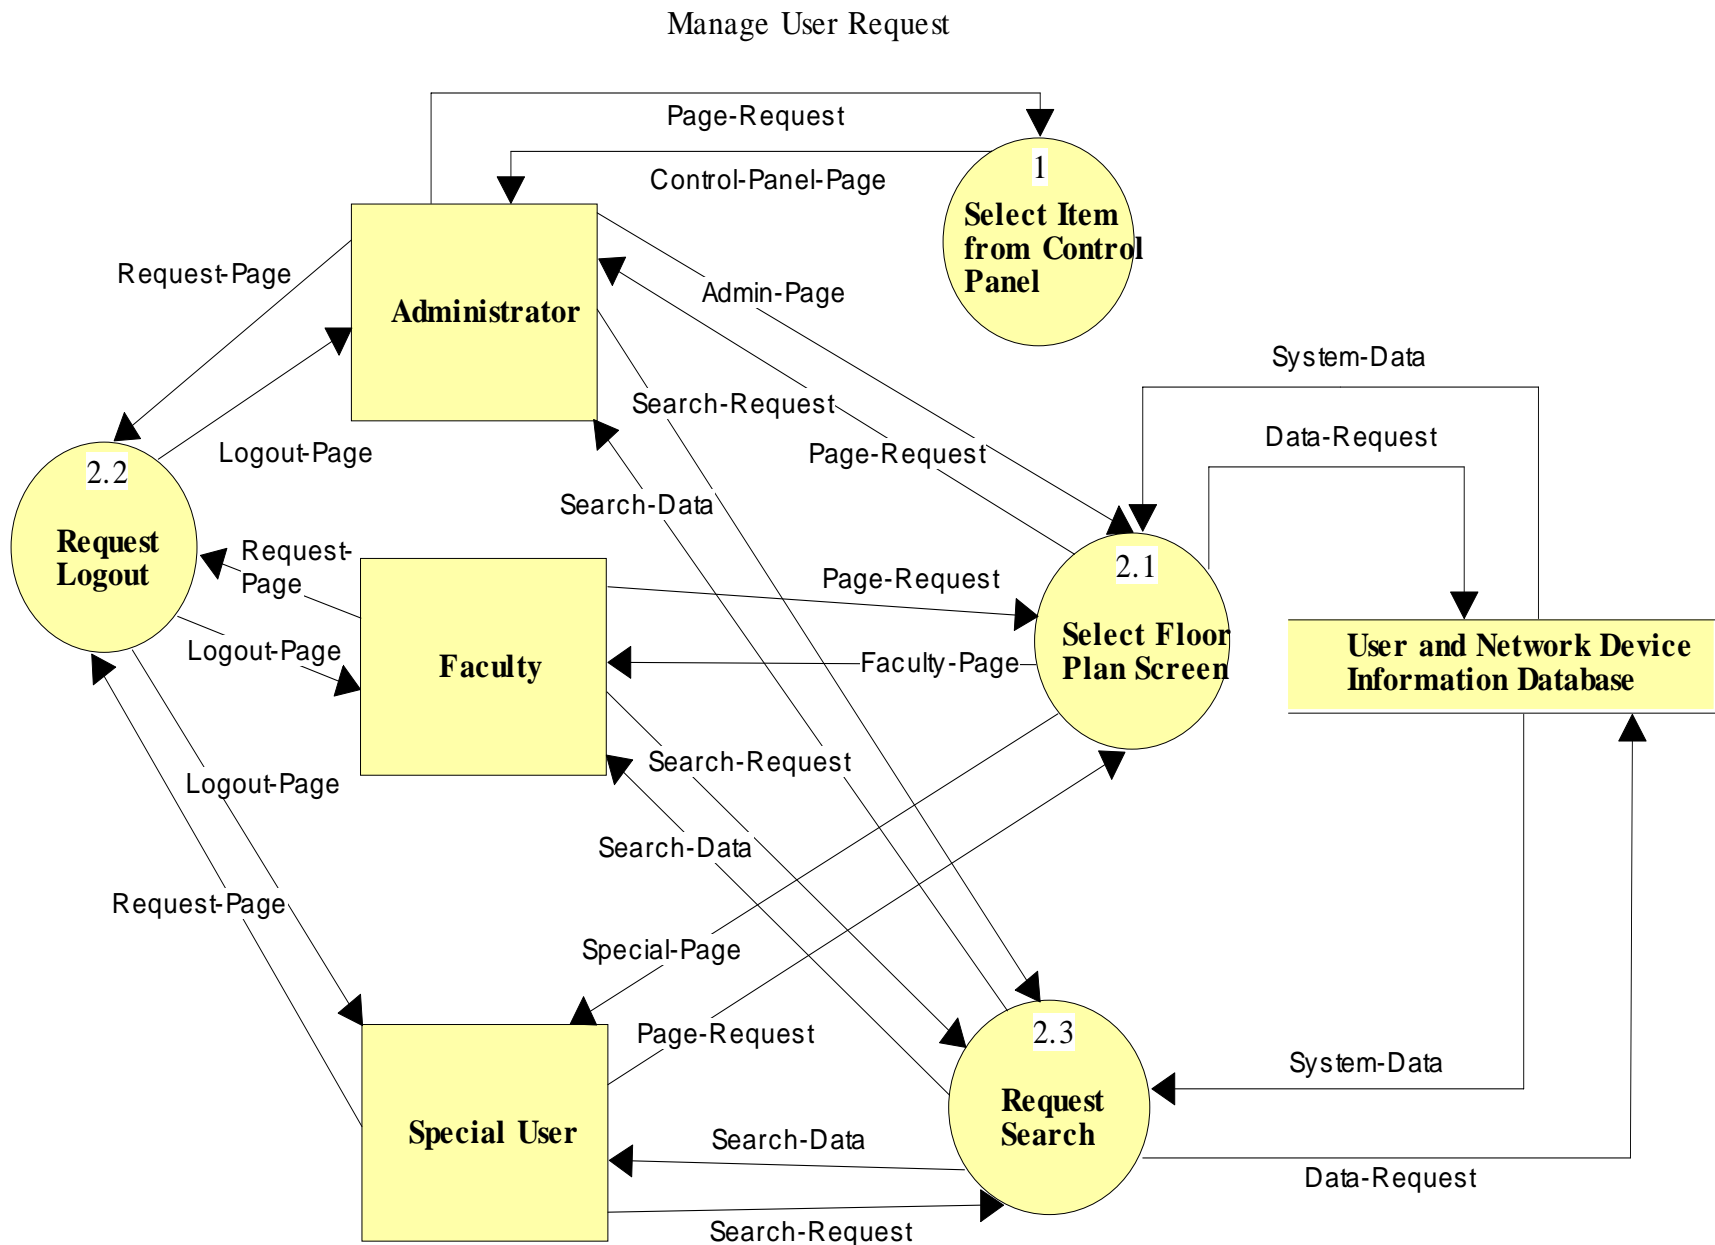 Manage User Request
Page-Request
1
Control-Panel-Page
Select Item
from Control
Panel
Request-Page
Admin-Page
Administrator
System-Data
Search-Request
Data-Request
Logout-Page
Page-Request
2.2
Search-Data
Request
Logout
Request-
Page
2.1
Page-Request
Select Floor
Plan Screen
User and Network Device
Information Database
Logout-Page
Faculty
Faculty-Page
Search-Request
Logout-Page
Search-Data
Request-Page
Special-Page
Page-Request
2.3
System-Data
Request
Search
Special User
Search-Data
Data-Request
Search-Request